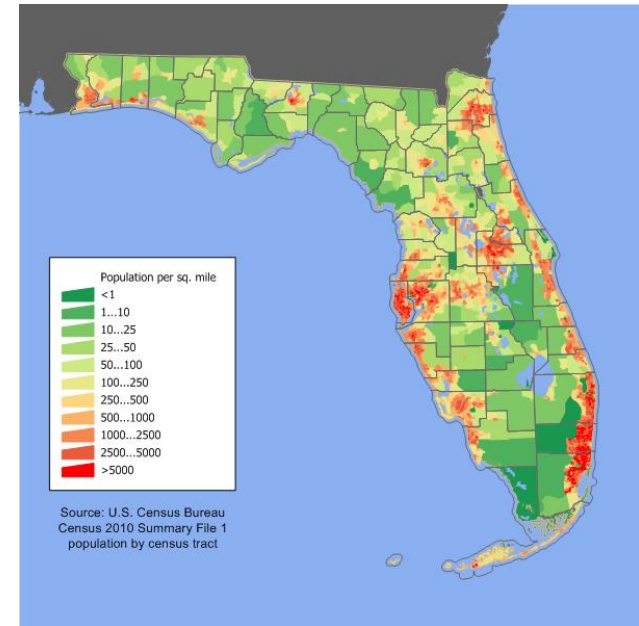 Population per sq. mile
<1
1...10
10...25
25...50
50...100
100...250
250...500
500...1000
1000...2500
2500...5000
>5000
Source: U.S. Census Bureau
Census 2010 Summary File 1
population by census tract